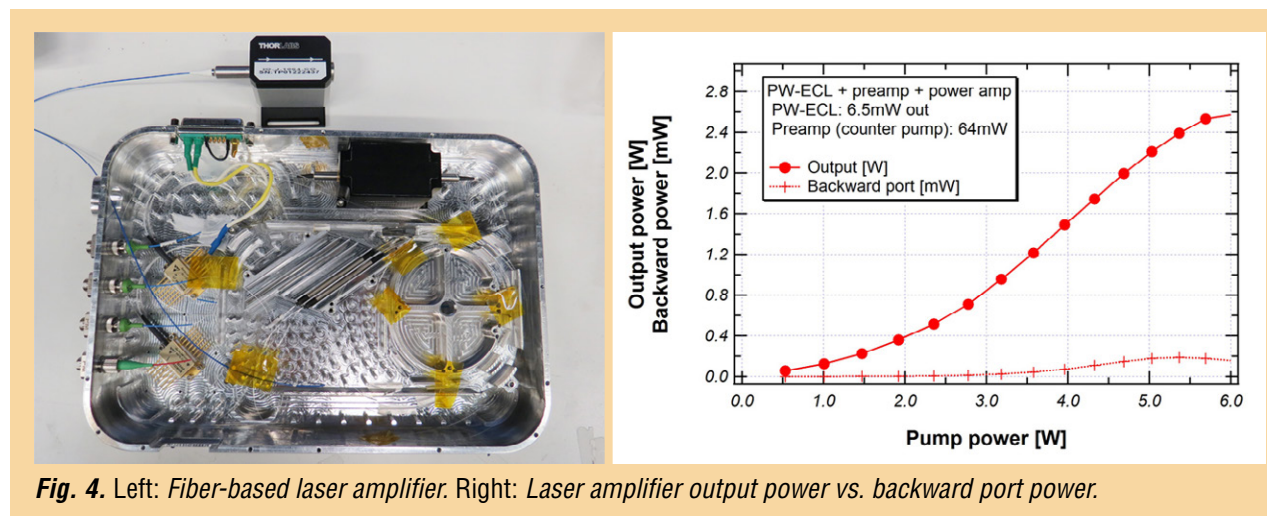 THORLABS
PW-ECL + preamp + power amp
PW-ECL: 6.5mW out
Preamp (counter pump): 64mW
Output [W]
Backward port [mW]
Output power [W]
Backward power [mW]
2.8
2.4
2.0
1.6
1.2
0.8
0.4
0.0
0.0 1.0 2.0 3.0 4.0 5.0 6.0
Pump power [W]
Fig. 4. Left: Fiber-based laser amplifier. Right: Laser amplifier output power vs. backward port power.